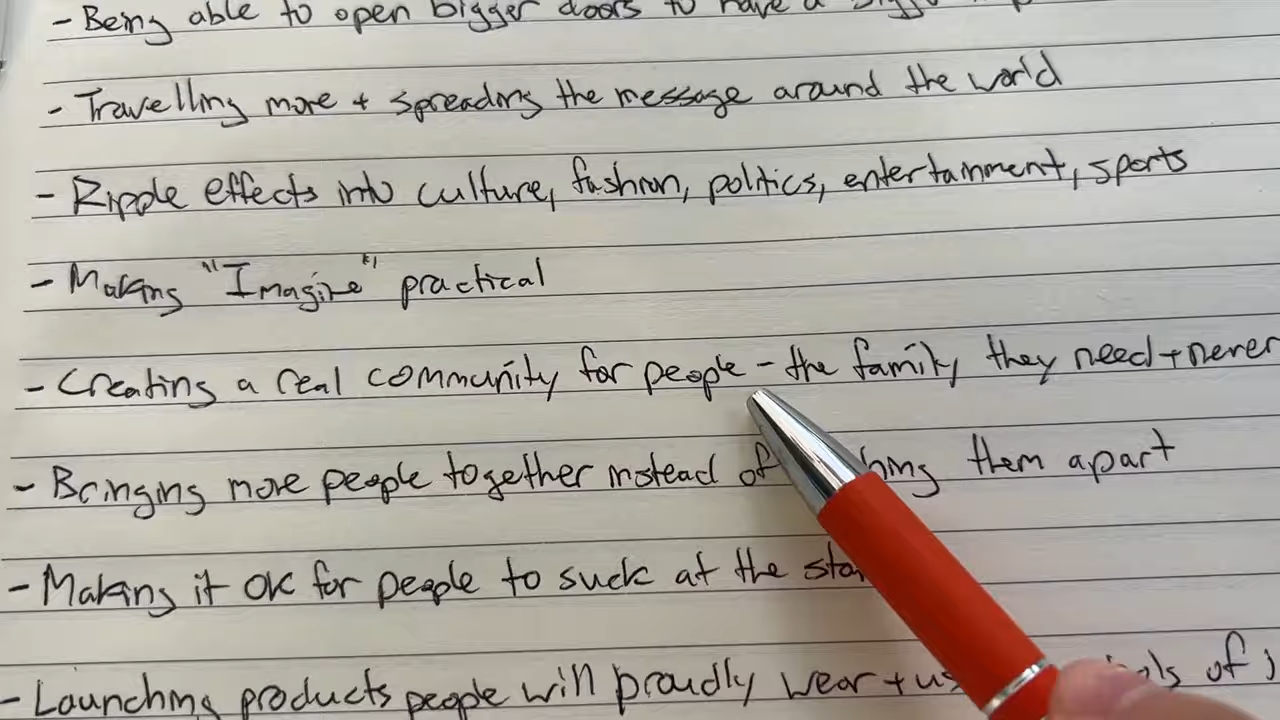 - Being able to open bigger doors to have a
- Travelling more + spreading the message around the world
- Ripple effects into culture, fashion, politics, entertainment, sports
- Making "Imagine" practical
- Creating a real community for people - the family they need + never
- Bringing more people together instead of them apart
- Making it OK for people to suck at the
- Launching products people will proudly wear + of